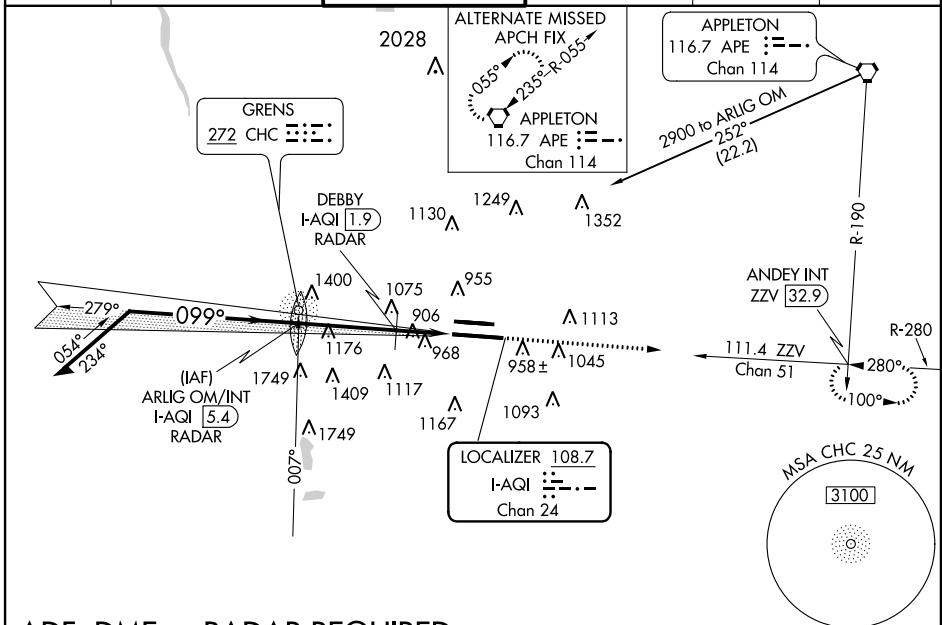 2028
ALTERNATE MISSED
APCH FIX
055°
235°
R-055
APPLETON
116.7 APE
Chan 114
APPLETON
116.7 APE
Chan 114
GRENS
272 CHC
2900 to ARLIG OM
252°
(22.2)
DEBBY
I-AQI 1.9
RADAR
1130
1249
1352
R-190
1400
1075
955
ANDEY INT
ZZV 32.9
279°
099°
906
1113
R-280
054°
234°
1176
968
958 ±
1045
111.4 ZZV
Chan 51
280°
100°
(IAF)
ARLIG OM/INT
I-AQI 5.4
RADAR
1749
1409
1117
1167
1093
1749
007°
LOCALIZER 108.7
I-AQI
Chan 24
MSA CHC 25 NM
3100